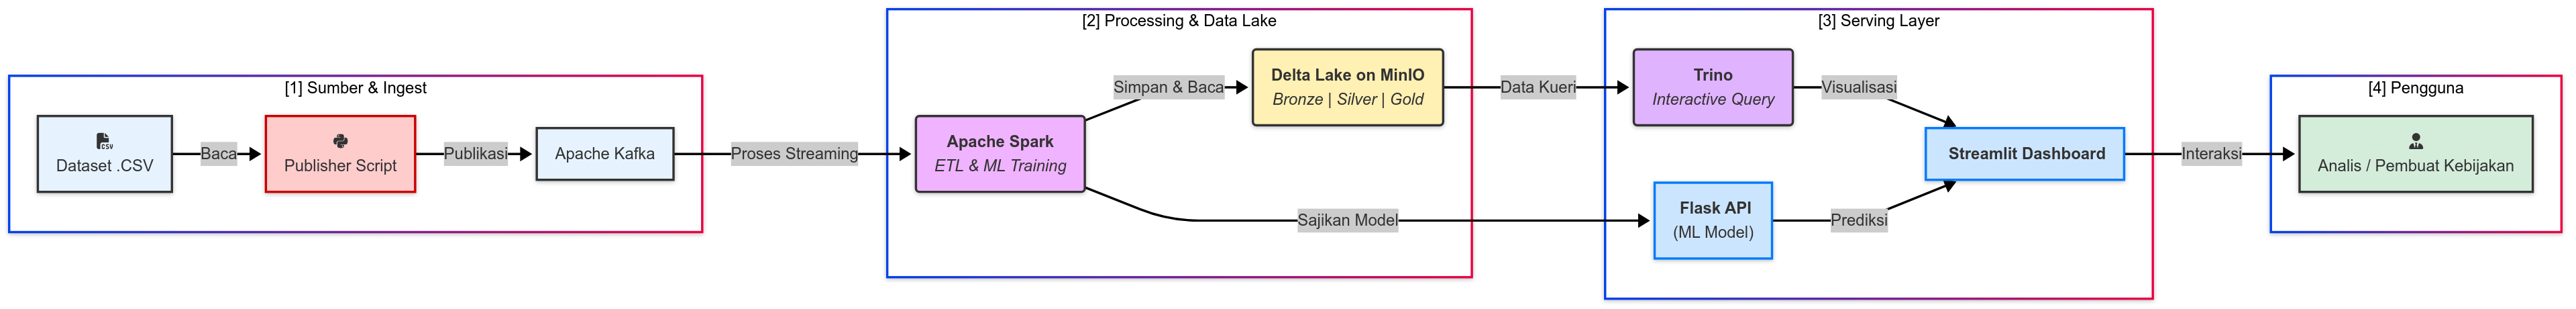 [1] Sumber & Ingest
CSV
Dataset .CSV
Baca
Publisher Script
Publikasi
Apache Kafka
Proses Streaming
[2] Processing & Data Lake
Apache Spark
ETL & ML Training
Simpan & Baca
Delta Lake on MinIO
Bronze | Silver | Gold
Sajikan Model
Data Kueri
[3] Serving Layer
Trino
Interactive Query
Visualisasi
Flask API
(ML Model)
Prediksi
Streamlit Dashboard
Interaksi
[4] Pengguna
Analis / Pembuat Kebijakan